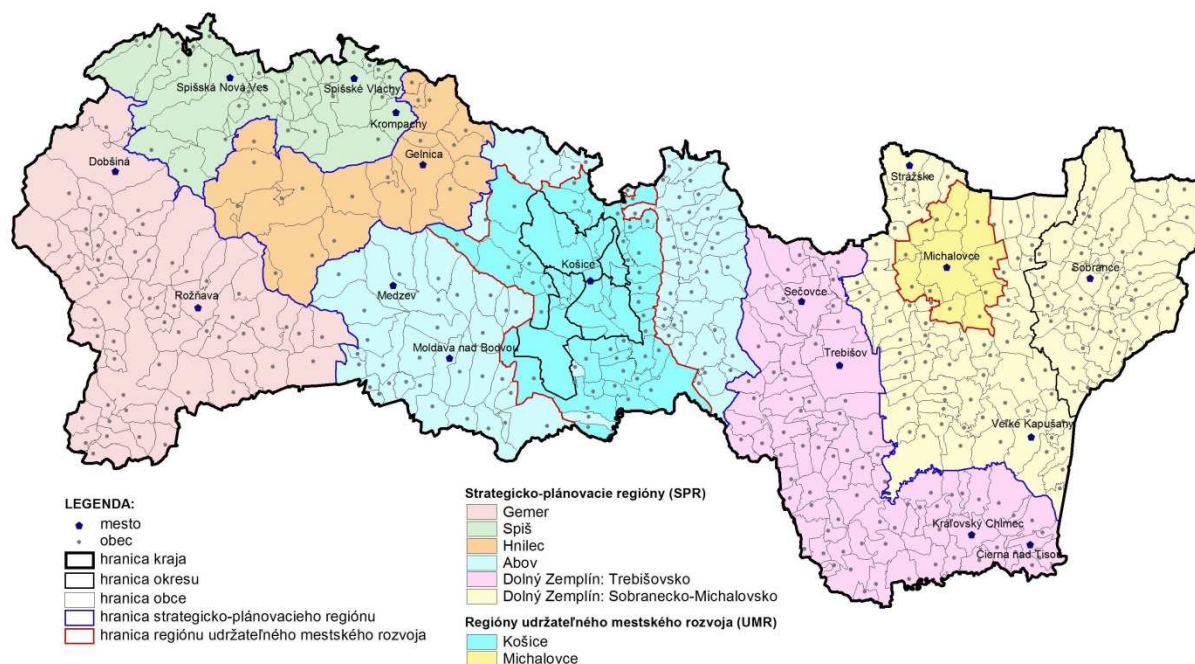 Spišská Nová Ves
Spišské Vlachy
Krompachy
Dobšiná
Gelnica
Strážske
Michalovce
Košice
Sobrance
Rožňava
Medzev
Sečovce
Moldava nad Bodvou
Trebišov
Veľké Kapušany
Kráľovský Chlmec
Čierna nad Tisou
LEGENDA:
mesto
obec
hranica kraja
hranica okresu
hranica obce
hranica strategicko-plánovacieho regiónu
hranica regiónu udržateľného mestského rozvoja
Strategicko-plánovacie regióny (SPR)
Gemer
Spiš
Hnilec
Abov
Dolný Zemplín: Trebišovsko
Dolný Zemplín: Sobranecko-Michalovsko
Regióny udržateľného mestského rozvoja (UMR)
Košice
Michalovce